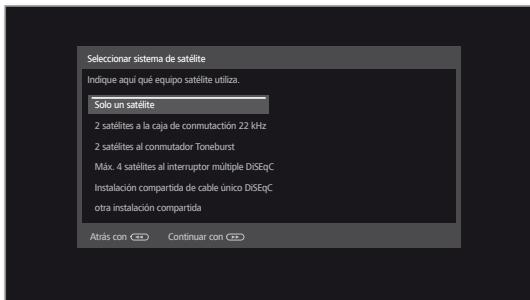 Seleccionar sistema de satélite
Indique aquí qué equipo satélite utiliza.
Solo un satélite
2 satélites a la caja de conmutactión 22 kHz
2 satélites al conmutador Toneburst
Máx. 4 satélites al interruptor múltiple DiSEqC
Instalación compartida de cable único DiSEqC
otra instalación compartida
Atrás con Continuar con